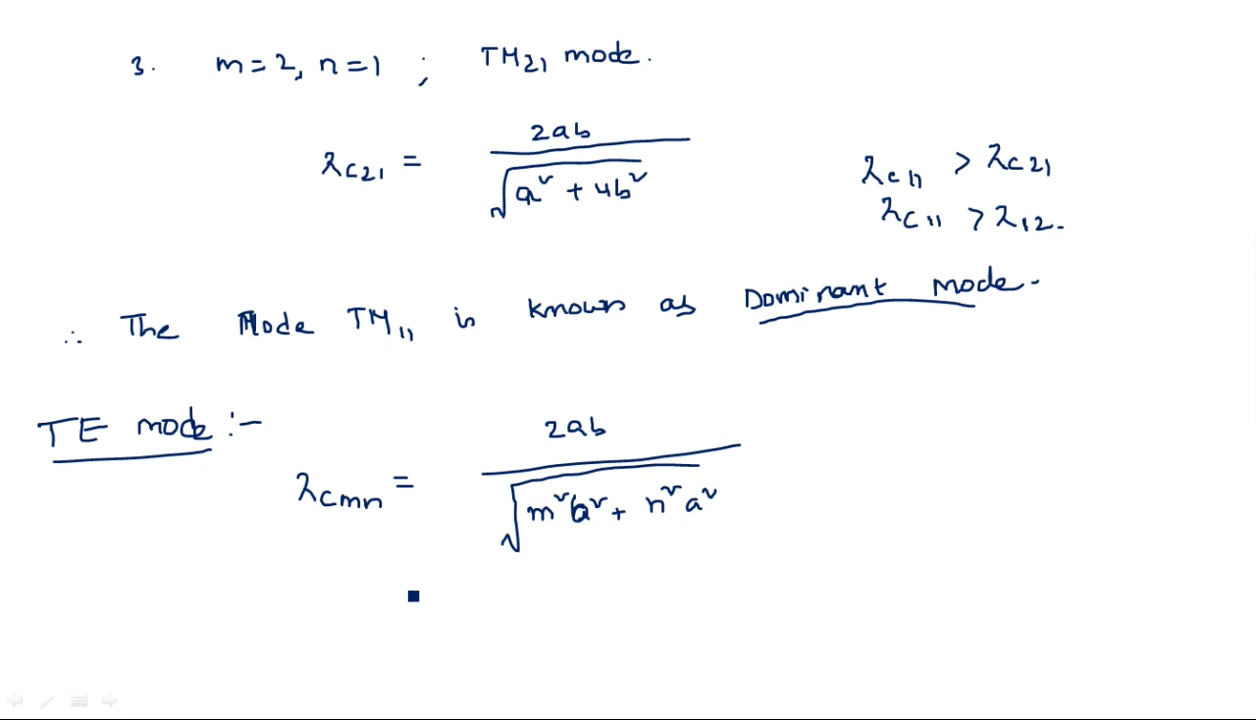 3. m = 2, n = 1 ; TM₂₁ mode.
λc21 = 2ab / √(a² + 4b²)
λc11 > λc21
λc11 > λ12.
∴ The Mode TM₁₁ is known as Dominant mode.
TE mode :-
λcmn = 2ab / √(m²b² + n²a²)